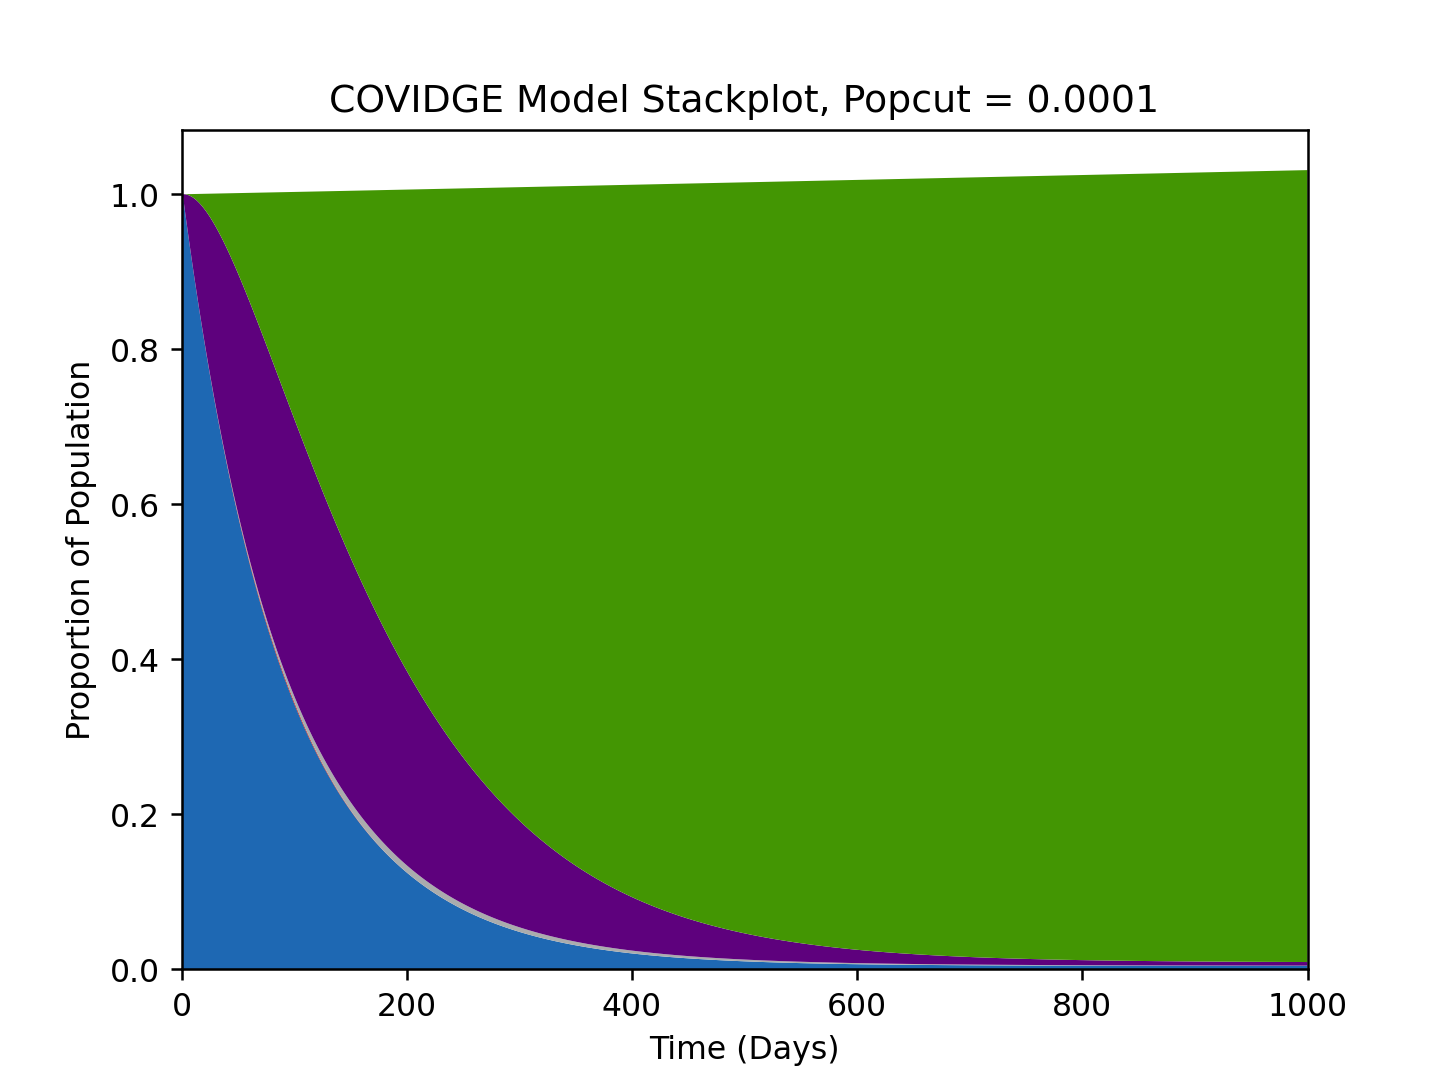 COVIDGE Model Stackplot, Popcut = 0.0001
Proportion of Population
1.0
0.8
0.6
0.4
0.2
0.0
0 200 400 600 800 1000
Time (Days)